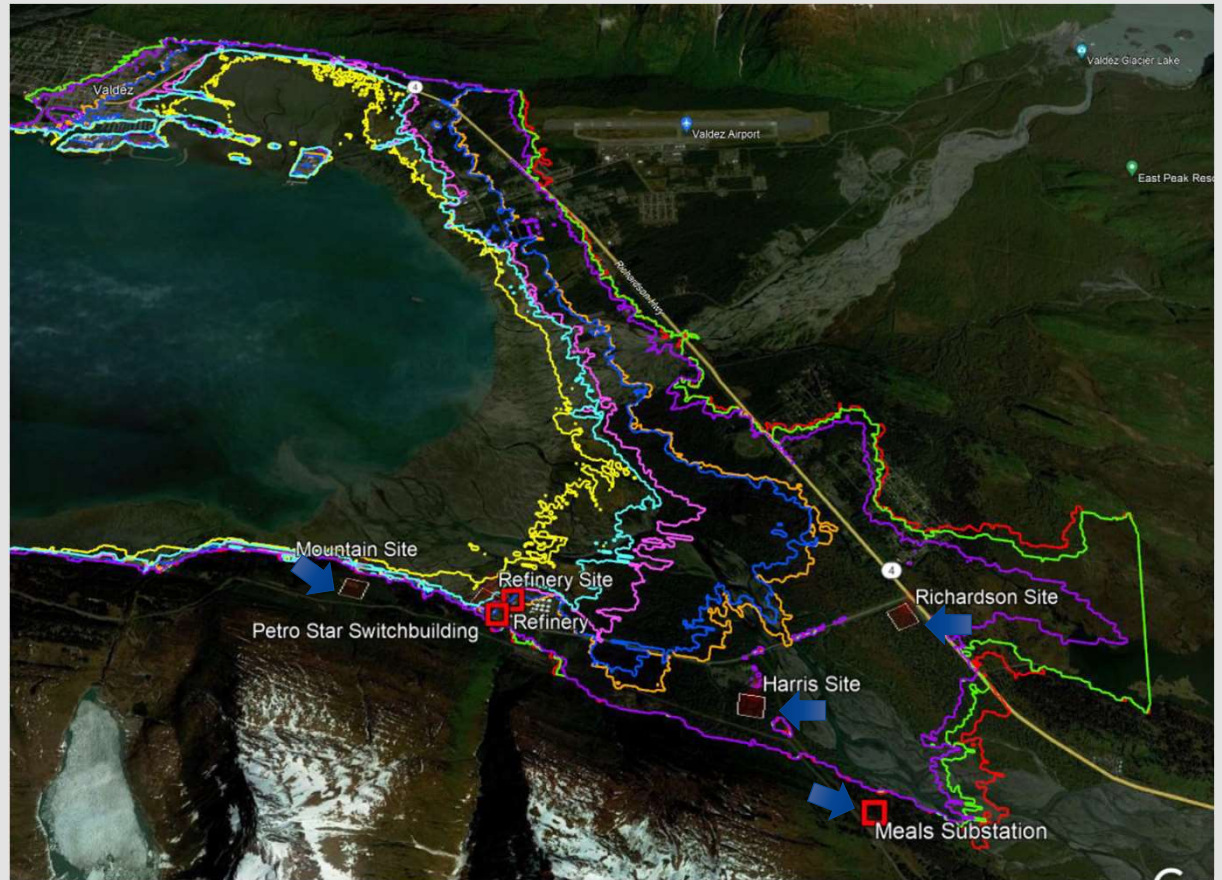 Valdez
4
Valdez Glacier Lake
Valdez Airport
East Peak Reso
Richardson Hwy
Mountain Site
Refinery Site
Refinery
Petro Star Switchbuilding
4
Richardson Site
Harris Site
Meals Substation